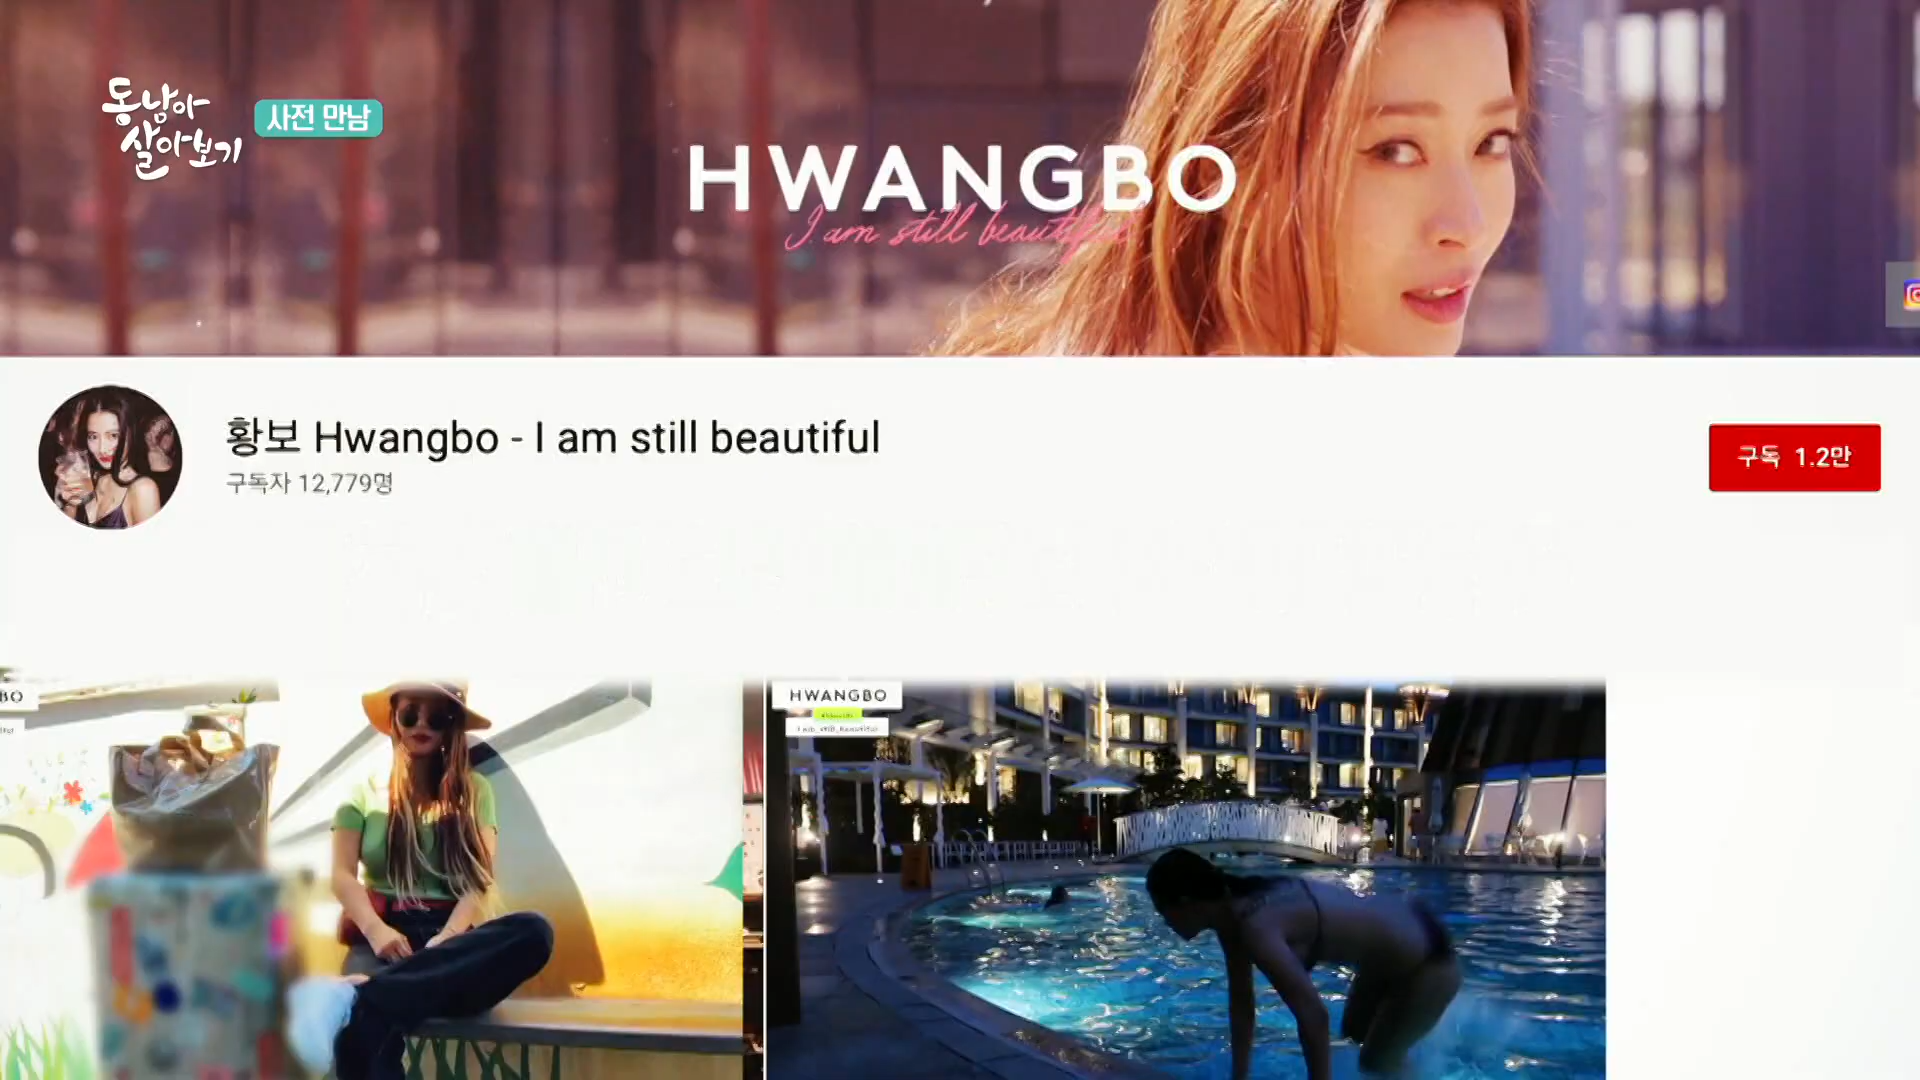 동남아
살아보기
사전 만남
HWANGBO
I am still beautiful
황보 Hwangbo - I am still beautiful
구독자 12,779명
구독 1.2만
BO
HWANGBO